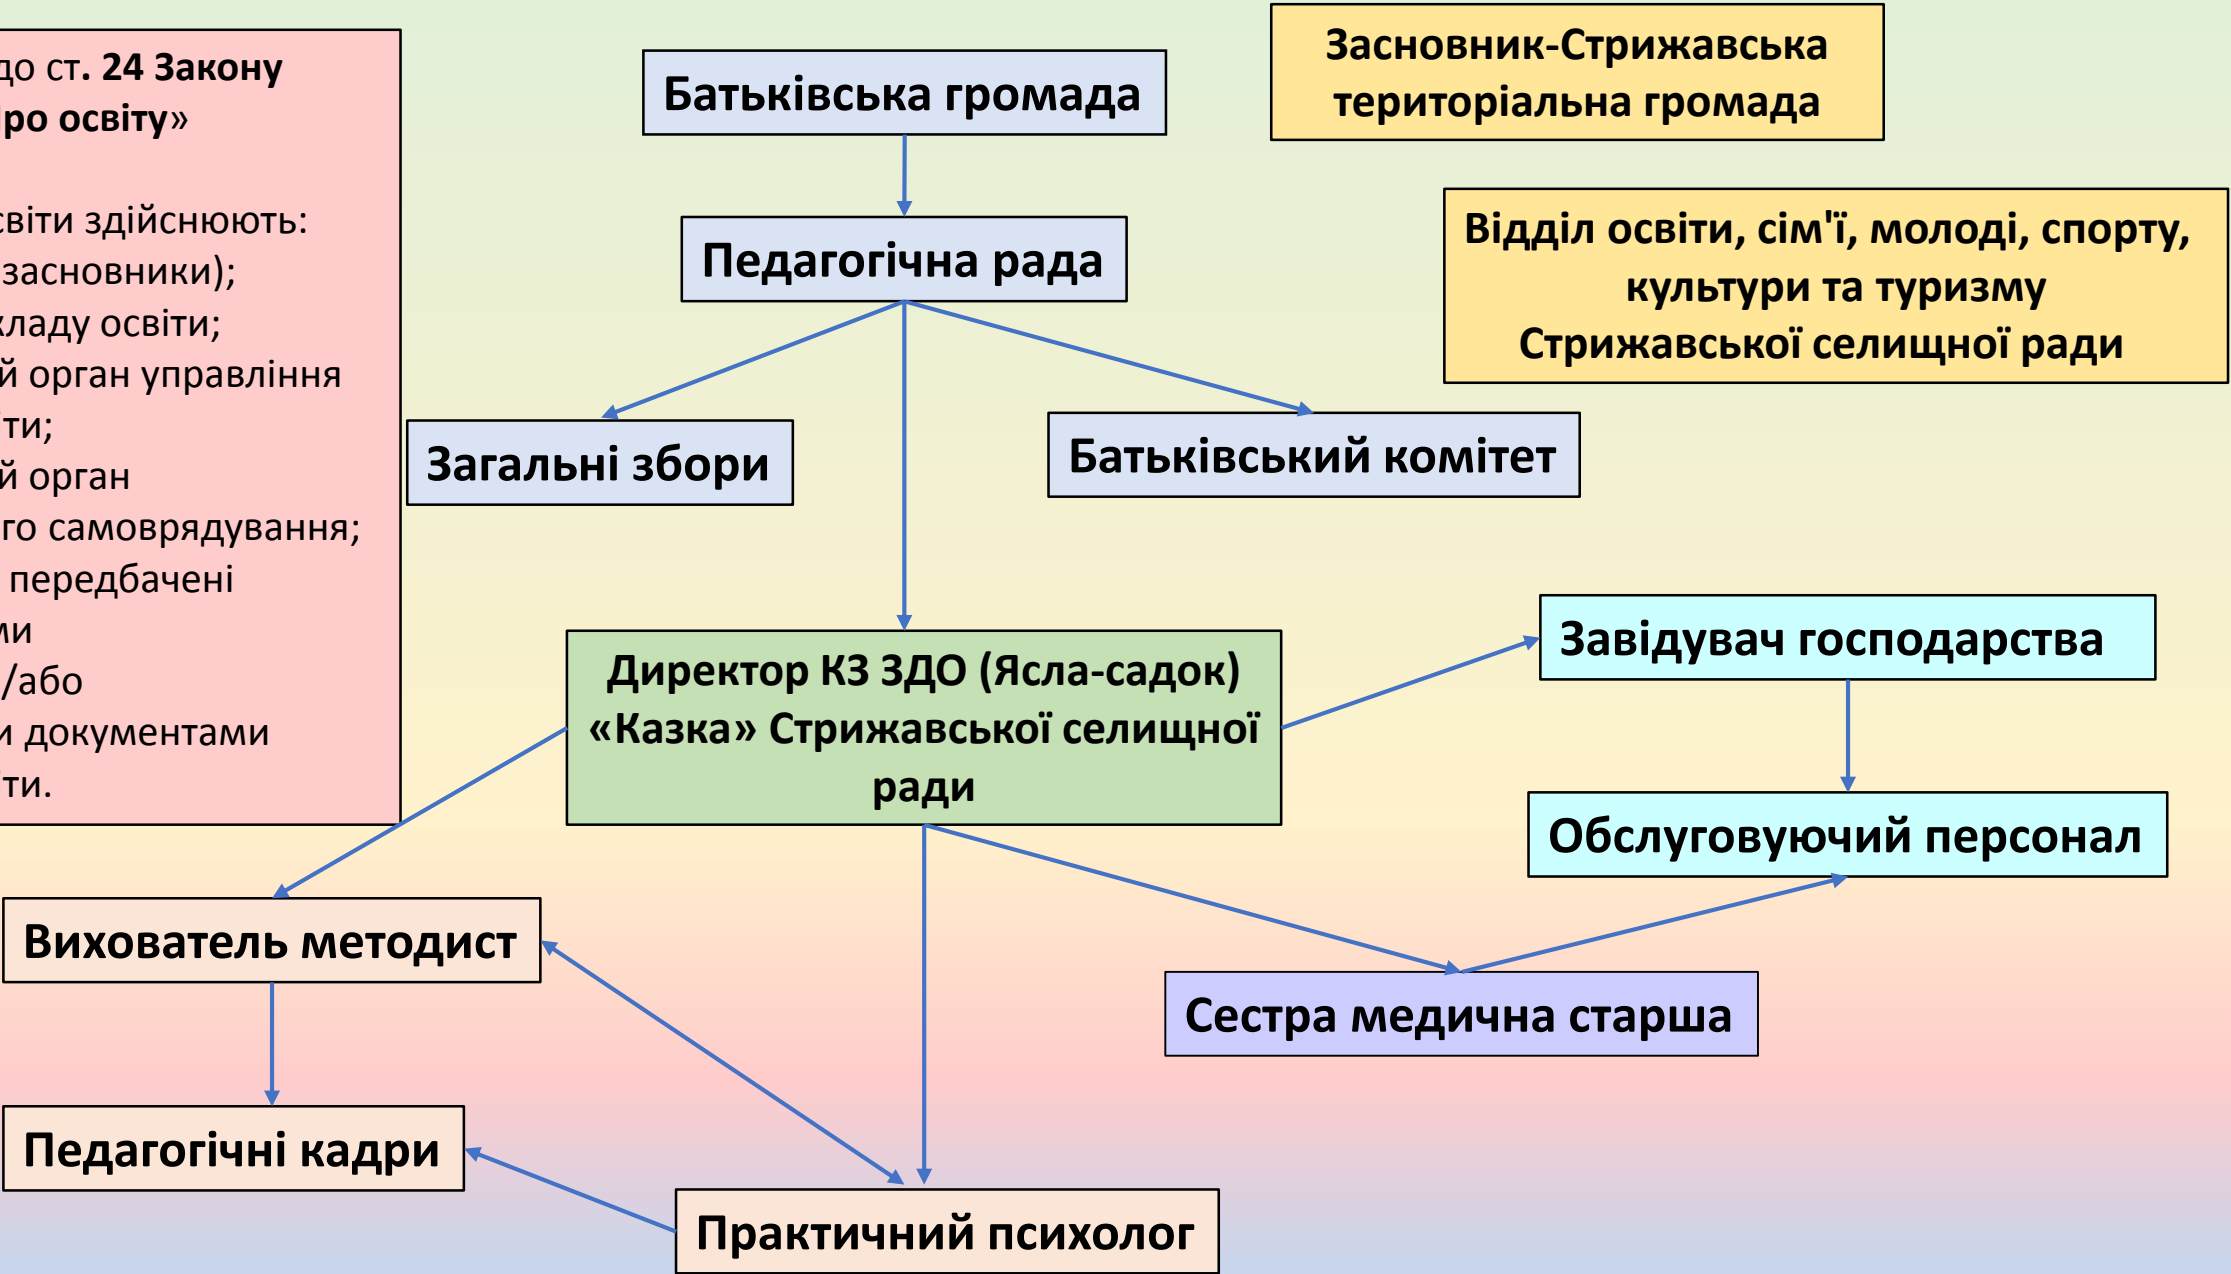 до ст. 24 Закону
ро освіту»
світи здійснюють:
засновники);
кладу освіти;
й орган управління
ти;
й орган
го самоврядування;
передбачені
ми
/або
и документами
ти.
Батьківська громада
Засновник-Стрижавська
територіальна громада
Педагогічна рада
Відділ освіти, сім'ї, молоді, спорту,
культури та туризму
Стрижавської селищної ради
Загальні збори
Батьківський комітет
Директор КЗ ЗДО (Ясла-садок)
«Казка» Стрижавської селищної
ради
Завідувач господарства
Обслуговуючий персонал
Вихователь методист
Сестра медична старша
Педагогічні кадри
Практичний психолог